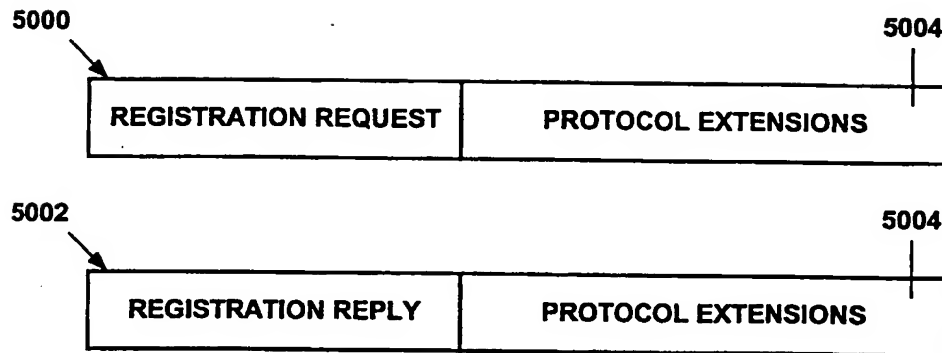 5000
5004
REGISTRATION REQUEST PROTOCOL EXTENSIONS
5002
5004
REGISTRATION REPLY PROTOCOL EXTENSIONS